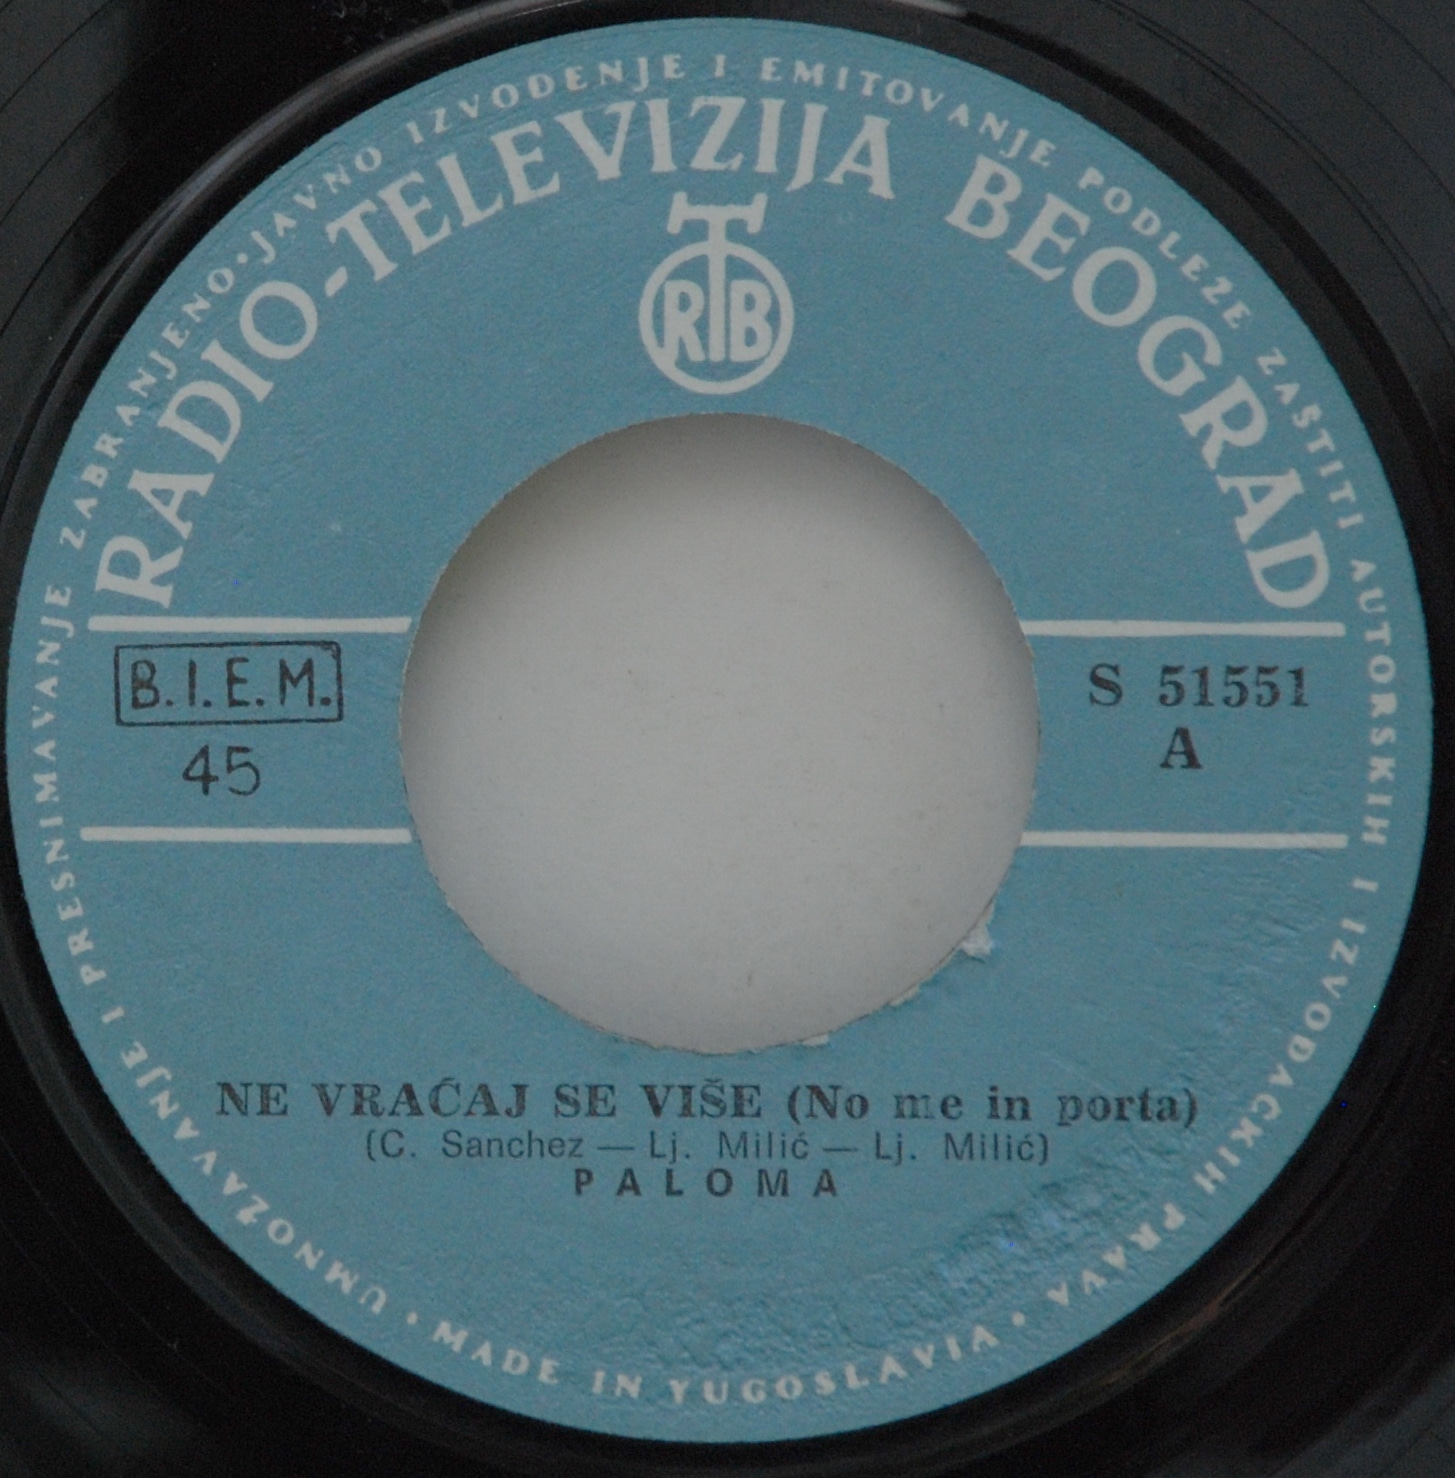 UMNOŽAVANJE I PRESNIMAVANJE ZABRANJENO · JAVNO IZVOĐENJE I EMITOVANJE PODLEŽE ZAŠTITI AUTORSKIH I IZVOĐAČKIH PRAVA · MADE IN YUGOSLAVIA ·
RADIO-TELEVIZIJA BEOGRAD
RTB
B.I.E.M.
45
S 51551
A
NE VRAĆAJ SE VIŠE (No me in porta)
(C. Sanchez — Lj. Milić — Lj. Milić)
PALOMA